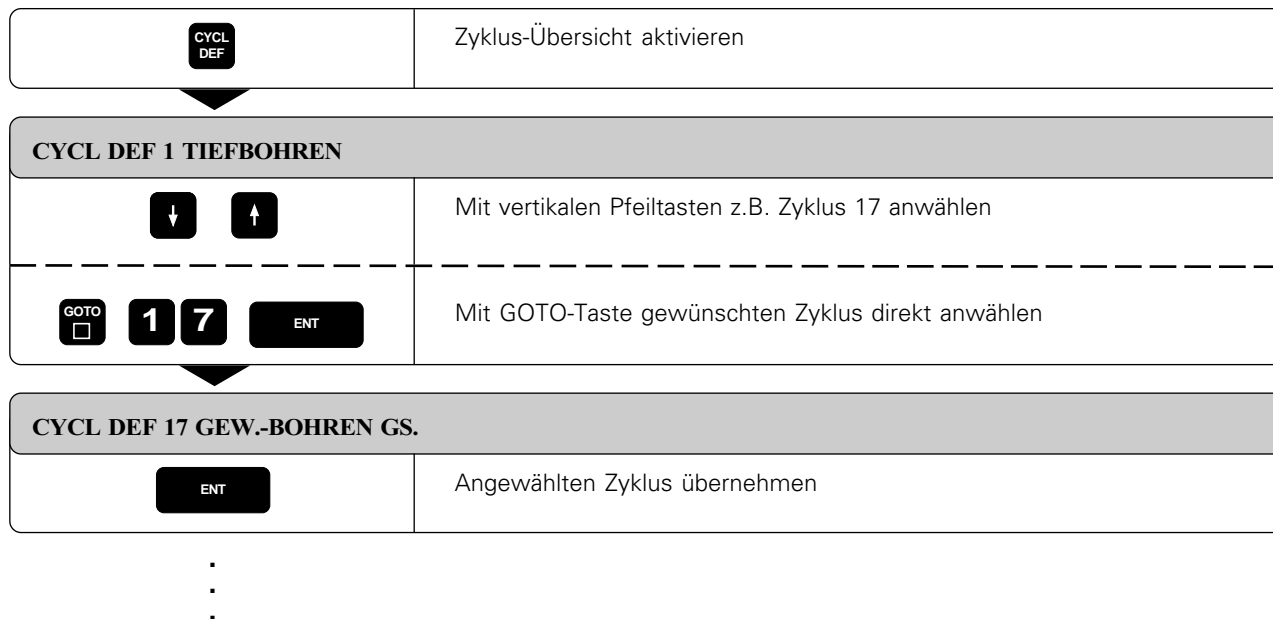 CYCL
DEF
Zyklus-Übersicht aktivieren
CYCL DEF 1 TIEFBOHREN
Mit vertikalen Pfeiltasten z.B. Zyklus 17 anwählen
GOTO
1 7
ENT
Mit GOTO-Taste gewünschten Zyklus direkt anwählen
CYCL DEF 17 GEW.-BOHREN GS.
ENT
Angewählten Zyklus übernehmen
.
.
.